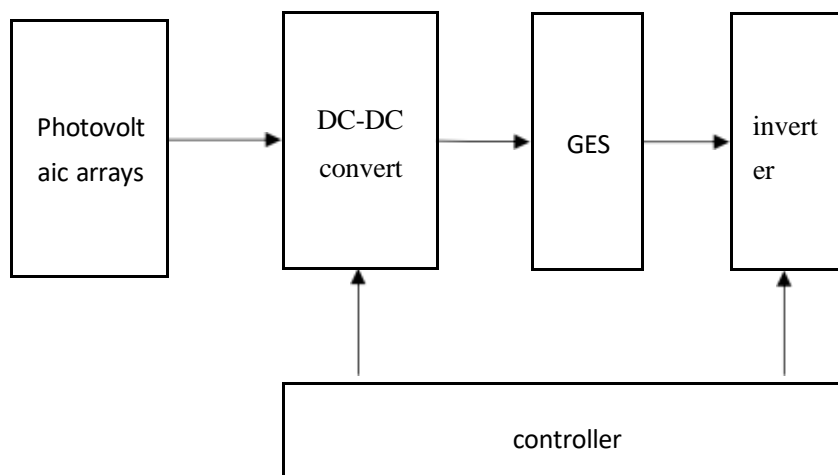 Photovolt
aic arrays
DC-DC
convert
GES
invert
er
controller